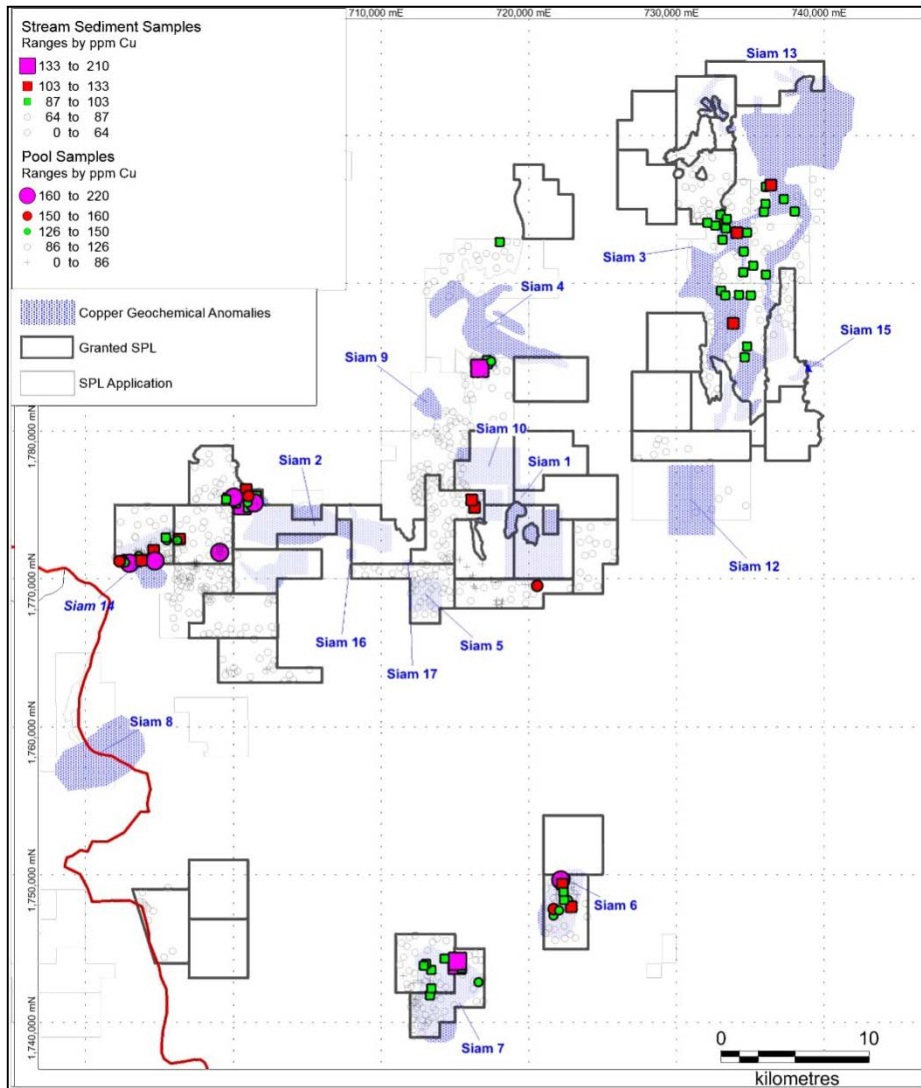 710,000 mE
720,000 mE
730,000 mE
740,000 mE
Stream Sediment Samples
Ranges by ppm Cu
133 to 210
103 to 133
87 to 103
64 to 87
0 to 64
Pool Samples
Ranges by ppm Cu
160 to 220
150 to 160
126 to 150
86 to 126
0 to 86
Copper Geochemical Anomalies
Granted SPL
SPL Application
Siam 13
Siam 3
Siam 4
Siam 9
Siam 15
1,780,000 mN
Siam 10
Siam 2
Siam 1
Siam 12
1,770,000 mN
Siam 14
Siam 16
Siam 5
Siam 17
Siam 8
1,760,000 mN
1,750,000 mN
Siam 6
1,740,000 mN
Siam 7
0 10
kilometres